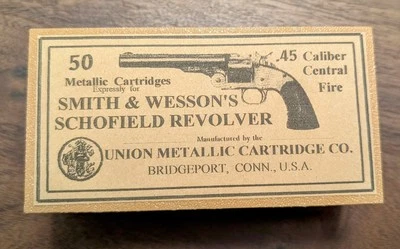 50
.45 Caliber
Central
Fire
Metallic Cartridges
Expressly for
SMITH & WESSON'S
SCHOFIELD REVOLVER
Manufactured by the
UNION METALLIC CARTRIDGE CO.
BRIDGEPORT, CONN., U.S.A.